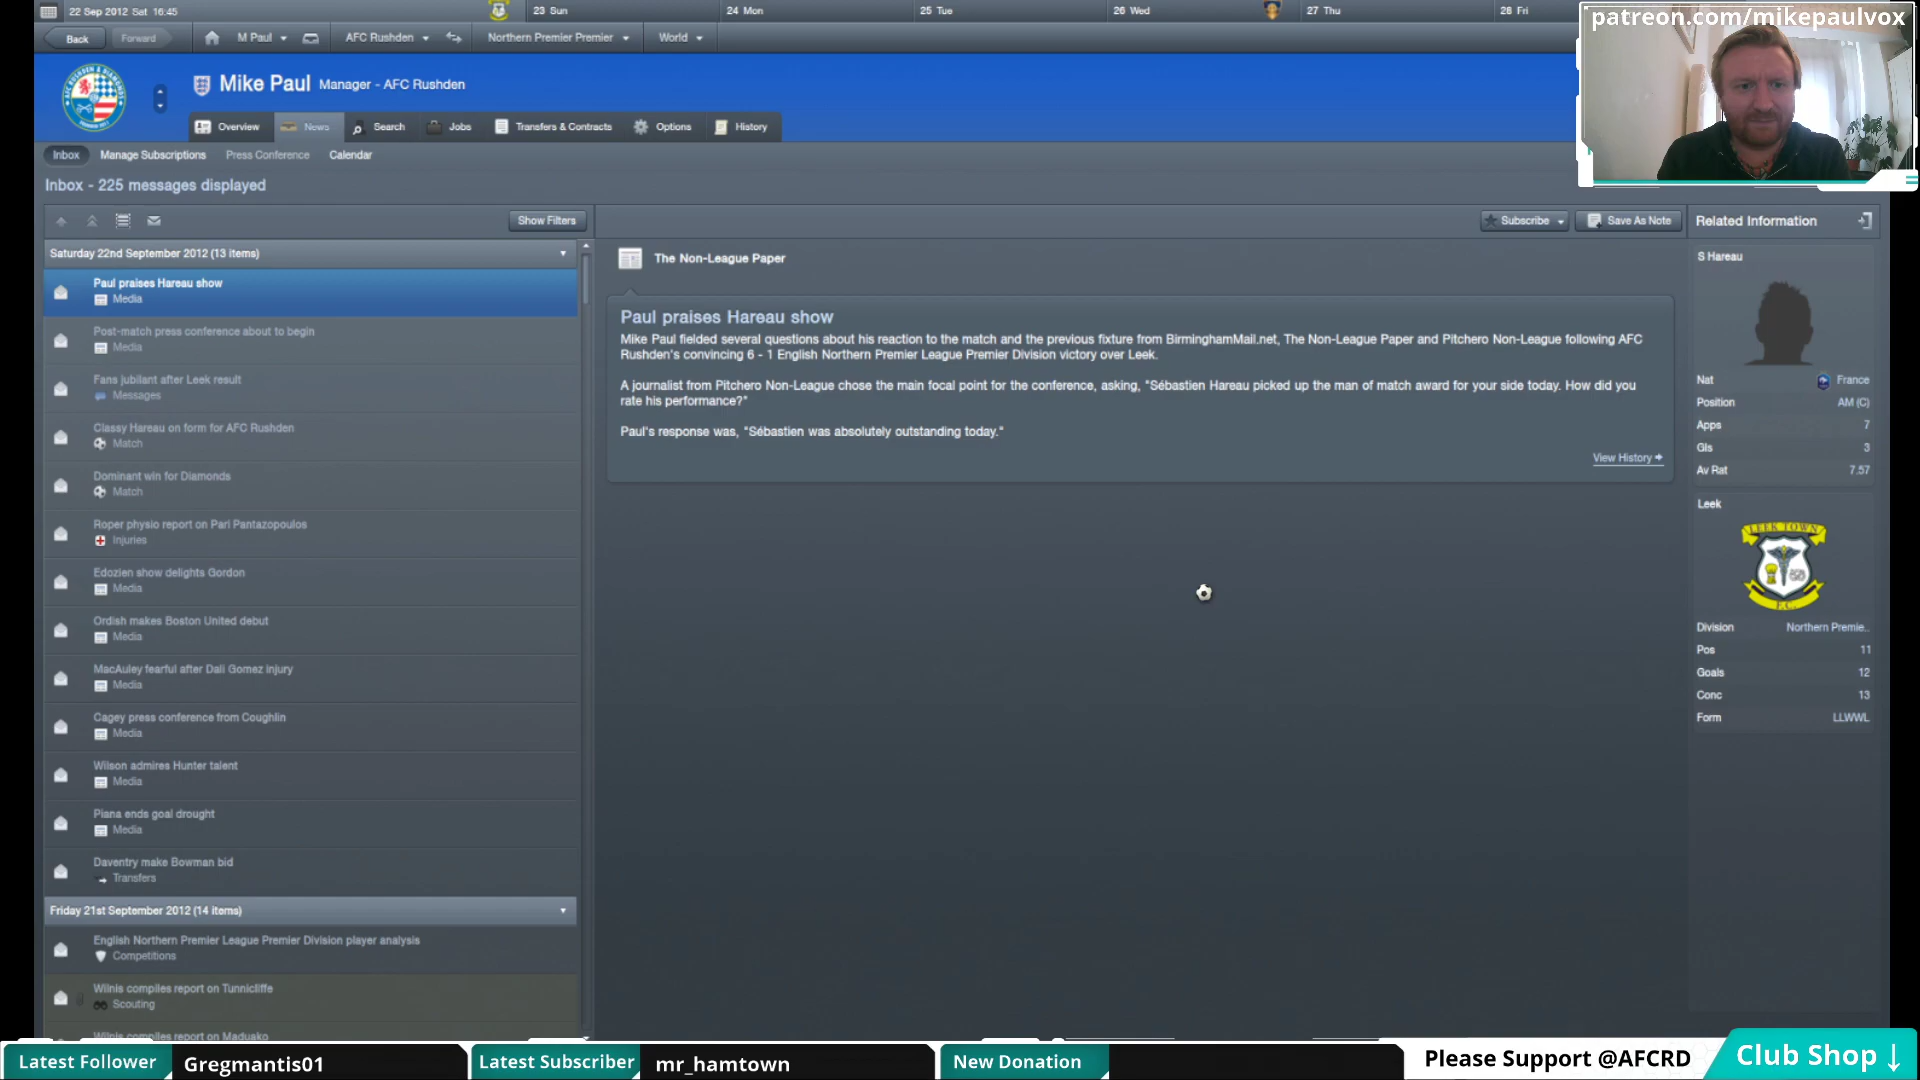 22 Sep 2012 Sat 16:45
23 Sun
24 Mon
25 Tue
26 Wed
27 Thu
28 Fri
patreon.com/mikepaulvox
Back
Forward
M Paul
AFC Rushden
Northern Premier Premier
World
Mike Paul Manager - AFC Rushden
Overview
News
Search
Jobs
Transfers & Contracts
Options
History
Inbox
Manage Subscriptions
Press Conference
Calendar
Inbox - 225 messages displayed
Show Filters
Saturday 22nd September 2012 (13 items)
Paul praises Hareau show
Media
Post-match press conference about to begin
Media
Fans jubilant after Leek result
Messages
Classy Hareau on form for AFC Rushden
Match
Dominant win for Diamonds
Match
Roper physio report on Pari Pantazopoulos
Injuries
Edozien show delights Gordon
Media
Ordish makes Boston United debut
Media
MacAuley fearful after Dali Gomez injury
Media
Cagey press conference from Coughlin
Media
Wilson admires Hunter talent
Media
Piana ends goal drought
Media
Daventry make Bowman bid
Transfers
Friday 21st September 2012 (14 items)
English Northern Premier League Premier Division player analysis
Competitions
Wilnis compiles report on Tunnicliffe
Scouting
Wilnis compiles report on Maduako
Subscribe
Save As Note
The Non-League Paper
Paul praises Hareau show
Mike Paul fielded several questions about his reaction to the match and the previous fixture from BirminghamMail.net, The Non-League Paper and Pitchero Non-League following AFC
Rushden's convincing 6 - 1 English Northern Premier League Premier Division victory over Leek.
A journalist from Pitchero Non-League chose the main focal point for the conference, asking, "Sébastien Hareau picked up the man of match award for your side today. How did you
rate his performance?"
Paul's response was, "Sébastien was absolutely outstanding today."
View History
Related Information
S Hareau
Nat France
Position AM (C)
Apps 7
Gls 3
Av Rat 7.57
Leek
LEEK TOWN
F.C.
Division Northern Premie..
Pos 11
Goals 12
Conc 13
Form LLWWL
Latest Follower
Gregmantis01
Latest Subscriber
mr_hamtown
New Donation
Please Support @AFCRD
Club Shop ↓